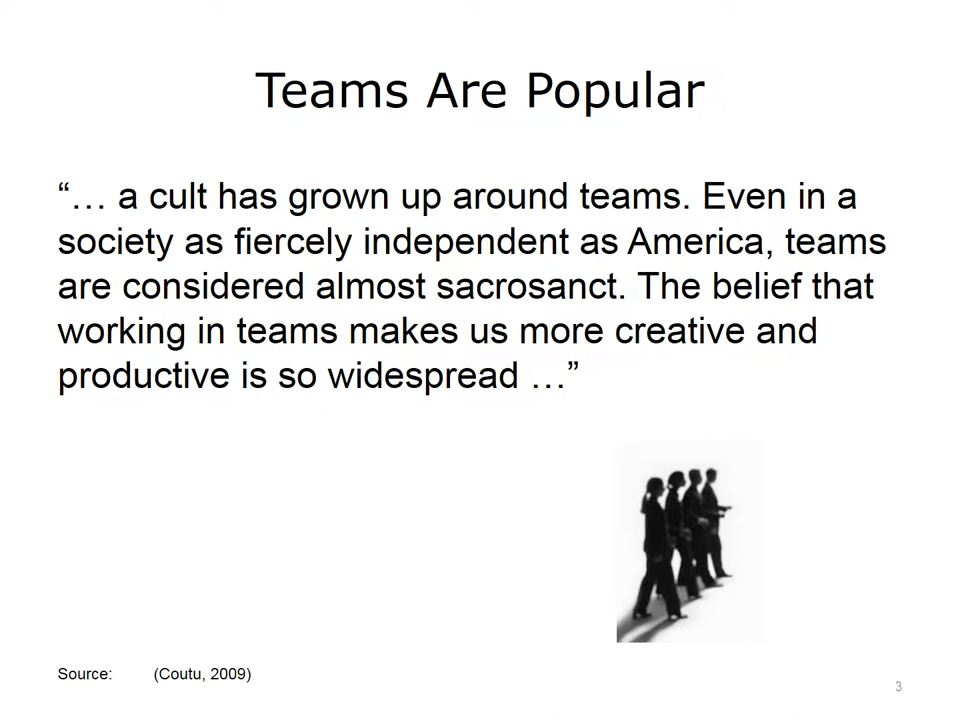 Teams Are Popular
“… a cult has grown up around teams. Even in a
society as fiercely independent as America, teams
are considered almost sacrosanct. The belief that
working in teams makes us more creative and
productive is so widespread …”
Source: (Coutu, 2009)
3